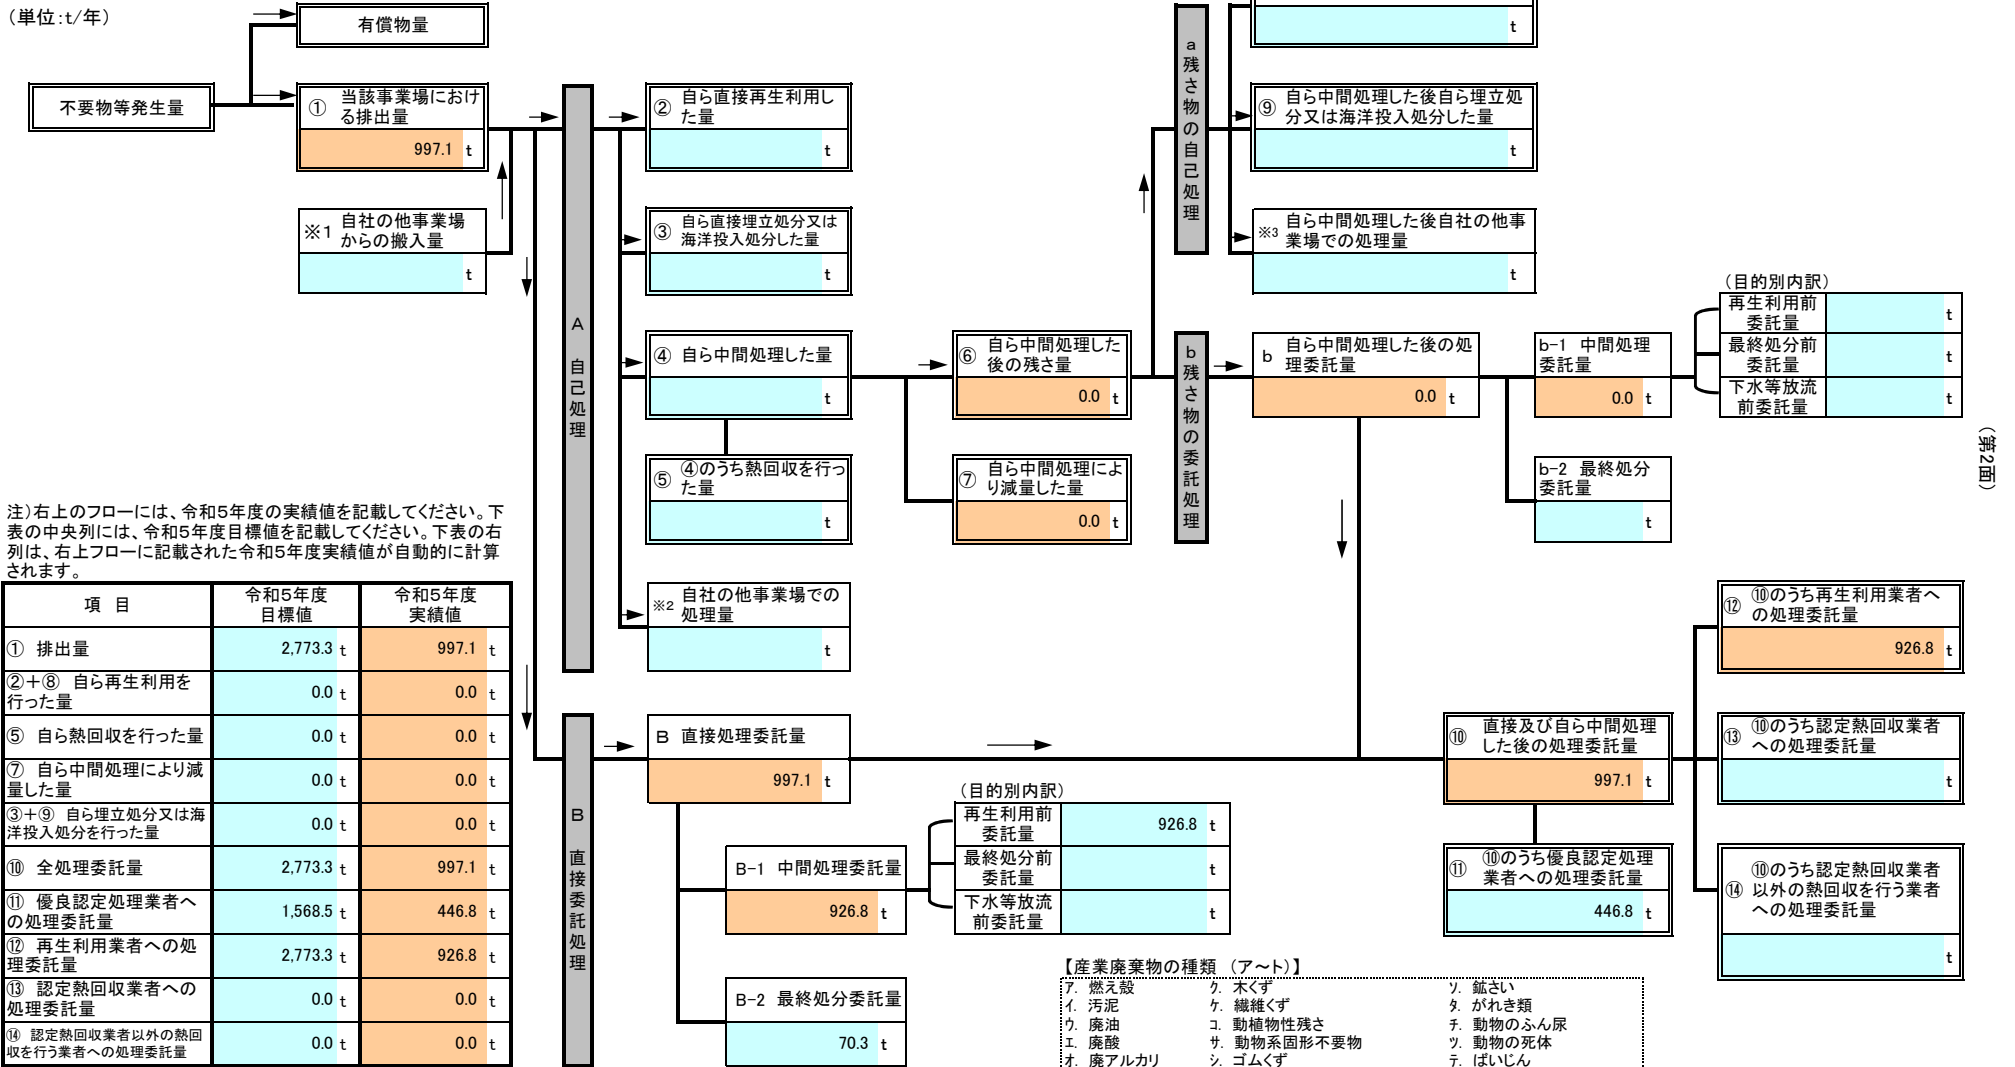 （単位:t/年）
有償物量
不要物等発生量
① 当該事業場におけ
る排出量
997.1 t
※1 自社の他事業場
からの搬入量
t
A 自己処理
② 自ら直接再生利用し
た量
t
③ 自ら直接埋立処分又は
海洋投入処分した量
t
④ 自ら中間処理した量
t
⑤ ④のうち熱回収を行っ
た量
t
※2 自社の他事業場での
処理量
t
⑥ 自ら中間処理した
後の残さ量
0.0 t
⑦ 自ら中間処理によ
り減量した量
0.0 t
a残さ物の自己処理
t
⑨ 自ら中間処理した後自ら埋立処
分又は海洋投入処分した量
t
※3 自ら中間処理した後自社の他事
業場での処理量
t
b残さ物の委託処理
b 自ら中間処理した後の処
理委託量
0.0 t
b-1 中間処理
委託量
0.0 t
b-2 最終処分
委託量
t
（目的別内訳）
再生利用前
委託量
t
最終処分前
委託量
t
下水等放流
前委託量
t
（第2面）
注）右上のフローには、令和5年度の実績値を記載してください。下
表の中央列には、令和5年度目標値を記載してください。下表の右
列は、右上フローに記載された令和5年度実績値が自動的に計算
されます。
項 目 令和5年度
目標値 令和5年度
実績値
① 排出量 2,773.3 t 997.1 t
②＋⑧ 自ら再生利用を
行った量 0.0 t 0.0 t
⑤ 自ら熱回収を行った量 0.0 t 0.0 t
⑦ 自ら中間処理により減
量した量 0.0 t 0.0 t
③＋⑨ 自ら埋立処分又は海
洋投入処分を行った量 0.0 t 0.0 t
⑩ 全処理委託量 2,773.3 t 997.1 t
⑪ 優良認定処理業者へ
の処理委託量 1,568.5 t 446.8 t
⑫ 再生利用業者への処
理委託量 2,773.3 t 926.8 t
⑬ 認定熱回収業者への
処理委託量 0.0 t 0.0 t
⑭ 認定熱回収業者以外の熱回
収を行う業者への処理委託量 0.0 t 0.0 t
B 直接委託処理
B 直接処理委託量
997.1 t
B-1 中間処理委託量
926.8 t
B-2 最終処分委託量
70.3 t
（目的別内訳）
再生利用前
委託量
926.8 t
最終処分前
委託量
t
下水等放流
前委託量
t
⑩ 直接及び自ら中間処理
した後の処理委託量
997.1 t
⑪ ⑩のうち優良認定処理
業者への処理委託量
446.8 t
⑫ ⑩のうち再生利用業者へ
の処理委託量
926.8 t
⑬ ⑩のうち認定熱回収業者
への処理委託量
t
⑭ ⑩のうち認定熱回収業者
以外の熱回収を行う業者
への処理委託量
t
【産業廃棄物の種類 （ア～ト）】
ア. 燃え殻 ク. 木くず ソ. 鉱さい
イ. 汚泥 ケ. 繊維くず タ. がれき類
ウ. 廃油 コ. 動植物性残さ チ. 動物のふん尿
エ. 廃酸 サ. 動物系固形不要物 ツ. 動物の死体
オ. 廃アルカリ シ. ゴムくず テ. ばいじん